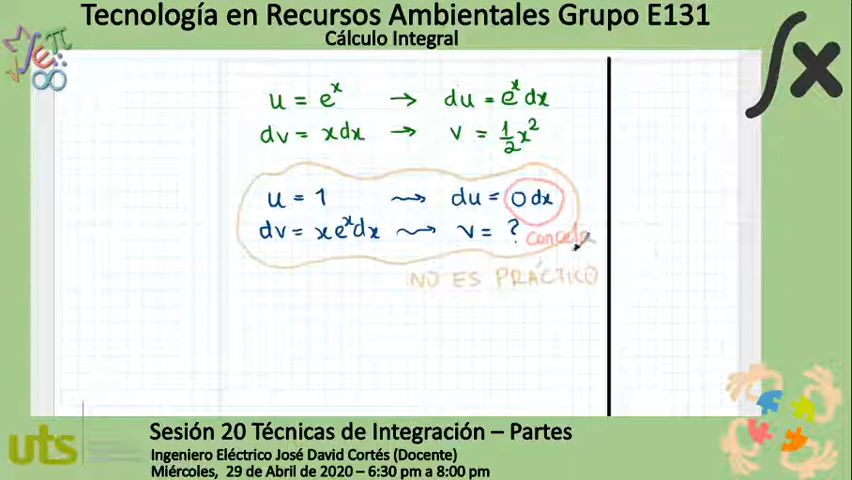 Tecnología en Recursos Ambientales Grupo E131
Cálculo Integral
u = e^x → du = e^x dx
dv = x dx → v = 1/2 x^2
u = 1 ⇝ du = 0 dx
dv = x e^x dx ⇝ v = ?
cancela
NO ES PRÁCTICO
uts
Sesión 20 Técnicas de Integración – Partes
Ingeniero Eléctrico José David Cortés (Docente)
Miércoles, 29 de Abril de 2020 – 6:30 pm a 8:00 pm